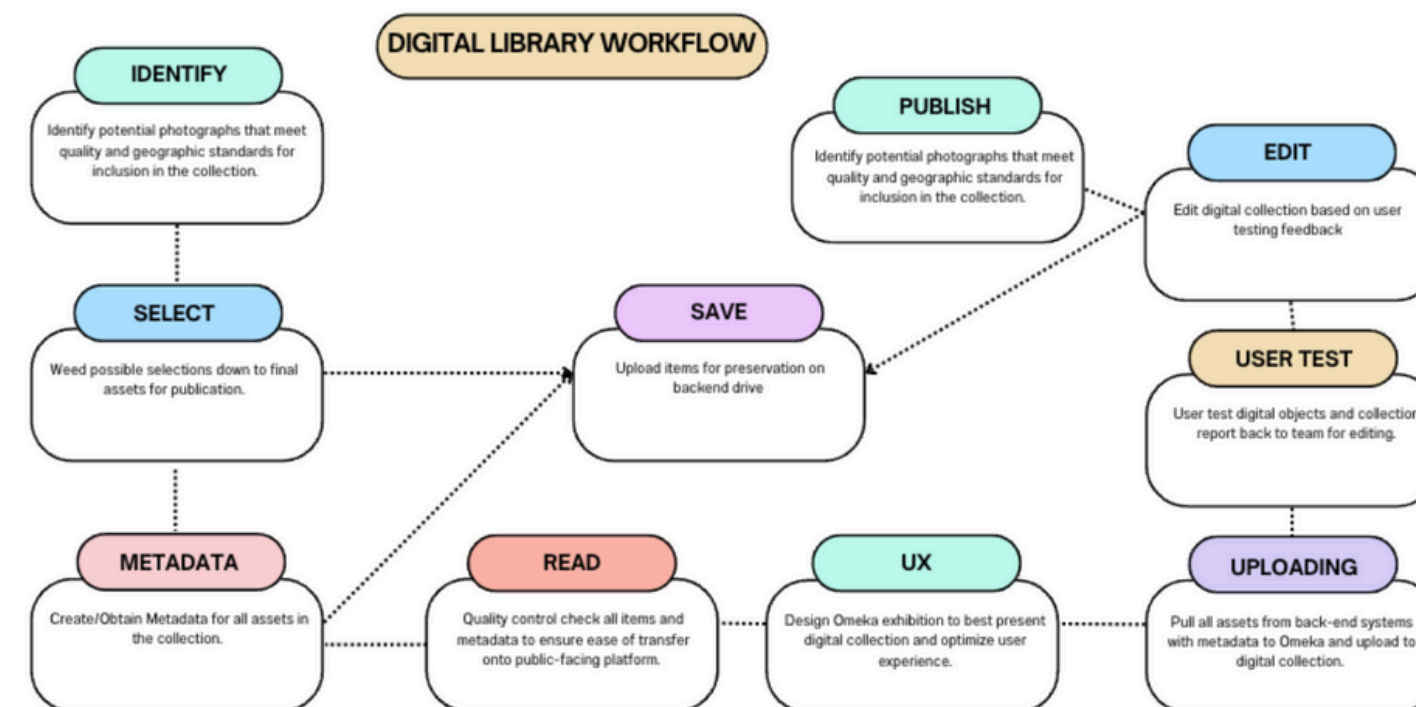 DIGITAL LIBRARY WORKFLOW
IDENTIFY
Identify potential photographs that meet
quality and geographic standards for
inclusion in the collection.
PUBLISH
Identify potential photographs that meet
quality and geographic standards for
inclusion in the collection.
EDIT
Edit digital collection based on user
testing feedback
SELECT
Weed possible selections down to final
assets for publication.
SAVE
Upload items for preservation on
backend drive
USER TEST
User test digital objects and collection
report back to team for editing.
METADATA
Create/Obtain Metadata for all assets in
the collection.
READ
Quality control check all items and
metadata to ensure ease of transfer
onto public-facing platform.
UX
Design Omeka exhibition to best present
digital collection and optimize user
experience.
UPLOADING
Pull all assets from back-end systems
with metadata to Omeka and upload to
digital collection.